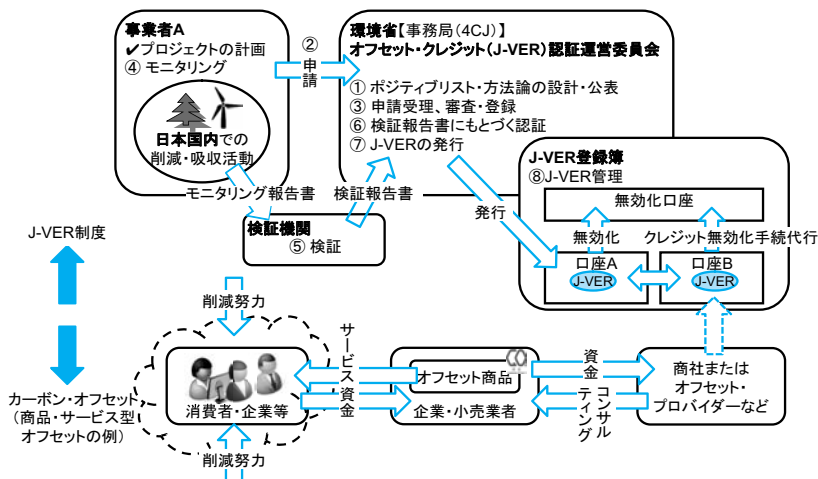 事業者A
✔プロジェクトの計画
④ モニタリング
日本国内での
削減・吸収活動
②
申請
環境省【事務局(4CJ)】
オフセット・クレジット(J-VER)認証運営委員会
① ポジティブリスト・方法論の設計・公表
③ 申請受理、審査・登録
⑥ 検証報告書にもとづく認証
⑦ J-VERの発行
モニタリング報告書
検証報告書
検証機関
⑤ 検証
発行
J-VER登録簿
⑧J-VER管理
無効化口座
無効化
クレジット無効化手続代行
口座A
J-VER
口座B
J-VER
J-VER制度
カーボン・オフセット
(商品・サービス型
オフセットの例)
削減努力
消費者・企業等
削減努力
サービス
資金
オフセット商品
企業・小売業者
資金
コンサル
ティング
商社または
オフセット・
プロバイダーなど